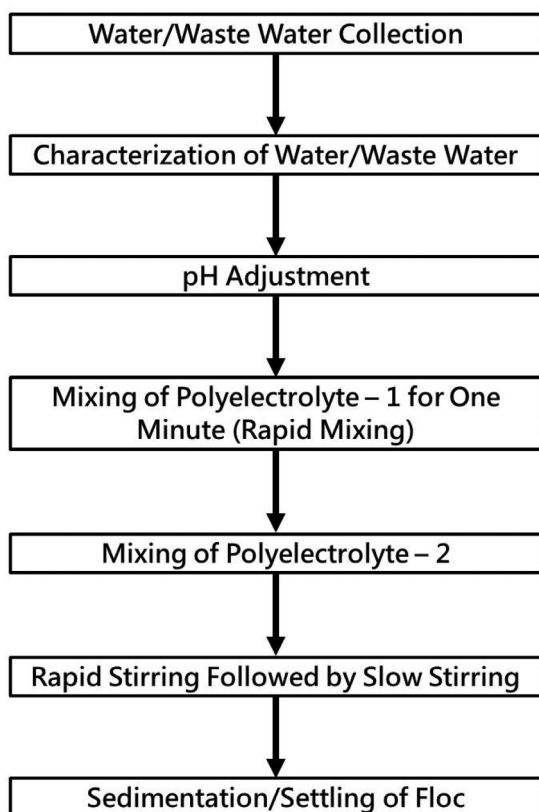 Water/Waste Water Collection
Characterization of Water/Waste Water
pH Adjustment
Mixing of Polyelectrolyte – 1 for One
Minute (Rapid Mixing)
Mixing of Polyelectrolyte – 2
Rapid Stirring Followed by Slow Stirring
Sedimentation/Settling of Floc